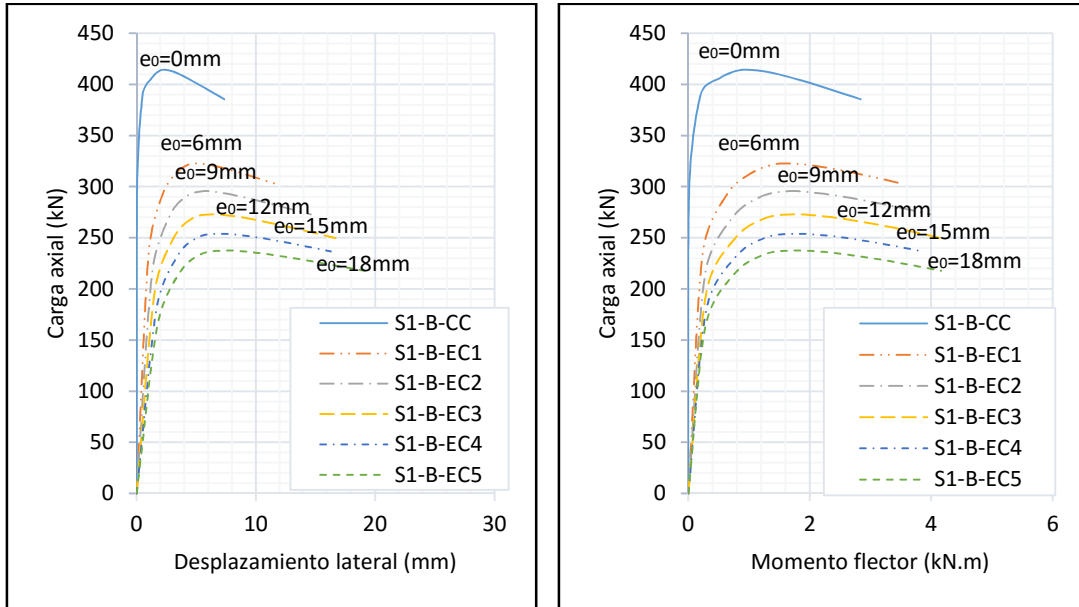 450
400
350
300
250
200
150
100
50
0
Carga axial (kN)
e₀=0mm
e₀=6mm
e₀=9mm
e₀=12mm
e₀=15mm
e₀=18mm
S1-B-CC
S1-B-EC1
S1-B-EC2
S1-B-EC3
S1-B-EC4
S1-B-EC5
0 10 20 30
Desplazamiento lateral (mm)
450
400
350
300
250
200
150
100
50
0
Carga axial (kN)
e₀=0mm
e₀=6mm
e₀=9mm
e₀=12mm
e₀=15mm
e₀=18mm
S1-B-CC
S1-B-EC1
S1-B-EC2
S1-B-EC3
S1-B-EC4
S1-B-EC5
0 2 4 6
Momento flector (kN.m)